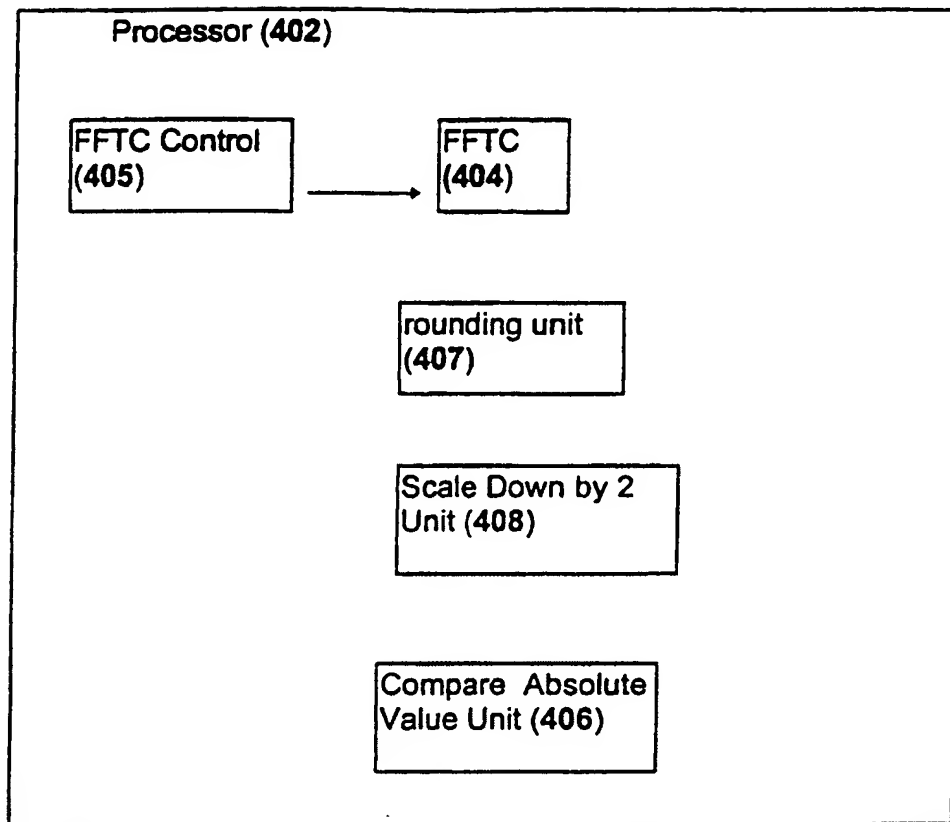 Processor (402)
FFTC Control
(405)
FFTC
(404)
rounding unit
(407)
Scale Down by 2
Unit (408)
Compare Absolute
Value Unit (406)